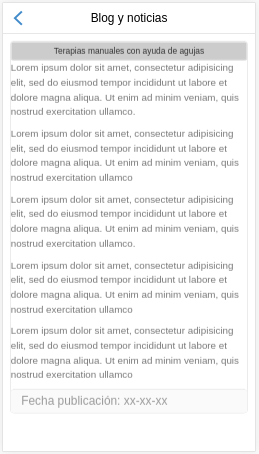 Blog y noticias
Terapias manuales con ayuda de agujas
Lorem ipsum dolor sit amet, consectetur adipisicing
elit, sed do eiusmod tempor incididunt ut labore et
dolore magna aliqua. Ut enim ad minim veniam, quis
nostrud exercitation ullamco.
Lorem ipsum dolor sit amet, consectetur adipisicing
elit, sed do eiusmod tempor incididunt ut labore et
dolore magna aliqua. Ut enim ad minim veniam, quis
nostrud exercitation ullamco
Lorem ipsum dolor sit amet, consectetur adipisicing
elit, sed do eiusmod tempor incididunt ut labore et
dolore magna aliqua. Ut enim ad minim veniam, quis
nostrud exercitation ullamco.
Lorem ipsum dolor sit amet, consectetur adipisicing
elit, sed do eiusmod tempor incididunt ut labore et
dolore magna aliqua. Ut enim ad minim veniam, quis
nostrud exercitation ullamco
Lorem ipsum dolor sit amet, consectetur adipisicing
elit, sed do eiusmod tempor incididunt ut labore et
dolore magna aliqua. Ut enim ad minim veniam, quis
nostrud exercitation ullamco
Fecha publicación: xx-xx-xx